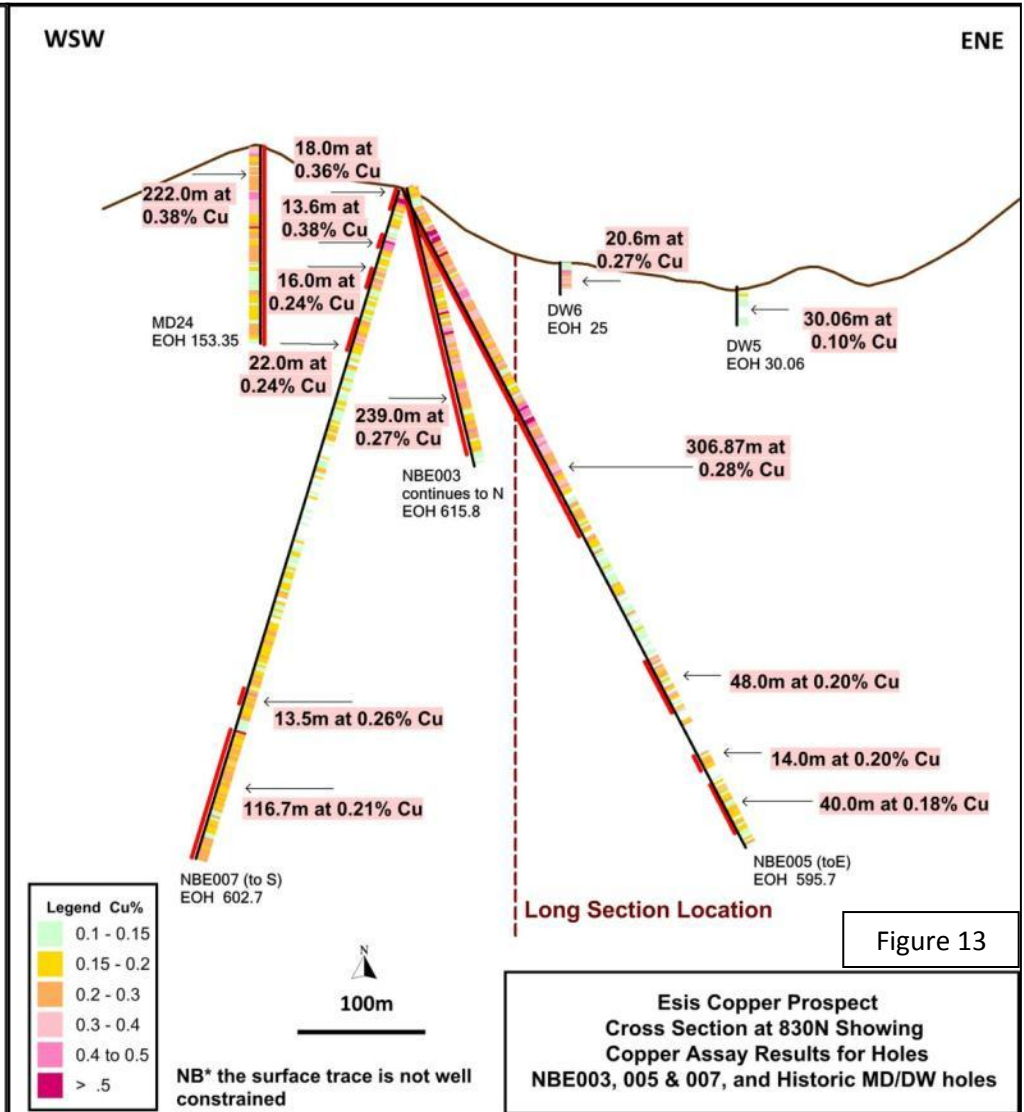 WSW
ENE
18.0m at
0.36% Cu
222.0m at
0.38% Cu
13.6m at
0.38% Cu
20.6m at
0.27% Cu
16.0m at
0.24% Cu
MD24
EOH 153.35
DW6
EOH 25
30.06m at
0.10% Cu
DW5
EOH 30.06
22.0m at
0.24% Cu
239.0m at
0.27% Cu
306.87m at
0.28% Cu
NBE003
continues to N
EOH 615.8
48.0m at 0.20% Cu
13.5m at 0.26% Cu
14.0m at 0.20% Cu
116.7m at 0.21% Cu
40.0m at 0.18% Cu
NBE007 (to S)
EOH 602.7
NBE005 (toE)
EOH 595.7
Long Section Location
Legend Cu%
0.1 - 0.15
0.15 - 0.2
0.2 - 0.3
0.3 - 0.4
0.4 to 0.5
> .5
N
100m
NB* the surface trace is not well
constrained
Figure 13
Esis Copper Prospect
Cross Section at 830N Showing
Copper Assay Results for Holes
NBE003, 005 & 007, and Historic MD/DW holes